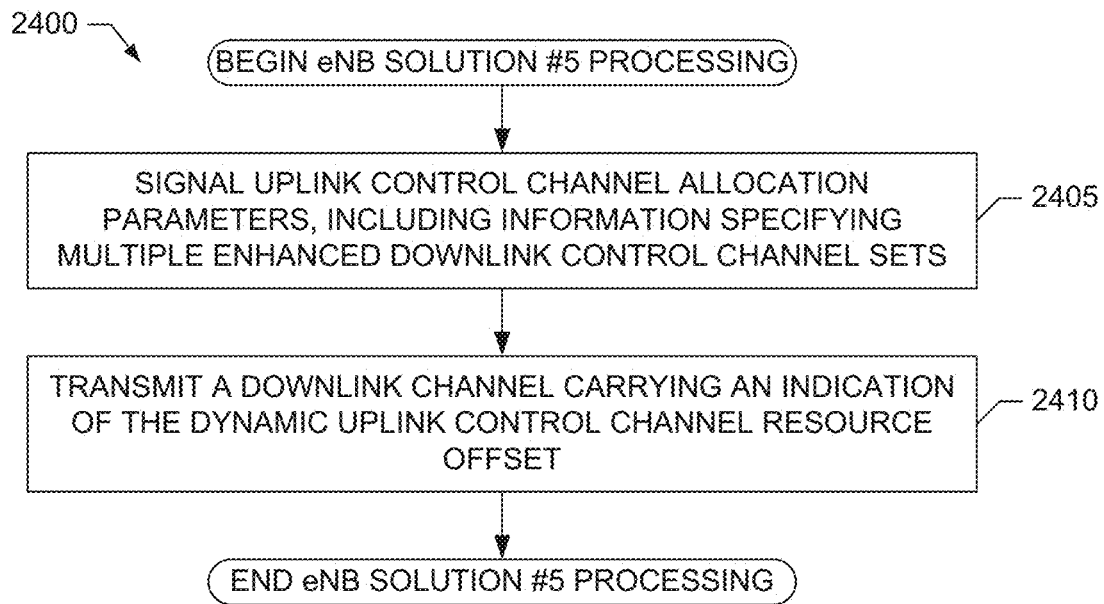 2400
BEGIN eNB SOLUTION #5 PROCESSING
SIGNAL UPLINK CONTROL CHANNEL ALLOCATION
PARAMETERS, INCLUDING INFORMATION SPECIFYING
MULTIPLE ENHANCED DOWNLINK CONTROL CHANNEL SETS
2405
TRANSMIT A DOWNLINK CHANNEL CARRYING AN INDICATION
OF THE DYNAMIC UPLINK CONTROL CHANNEL RESOURCE
OFFSET
2410
END eNB SOLUTION #5 PROCESSING